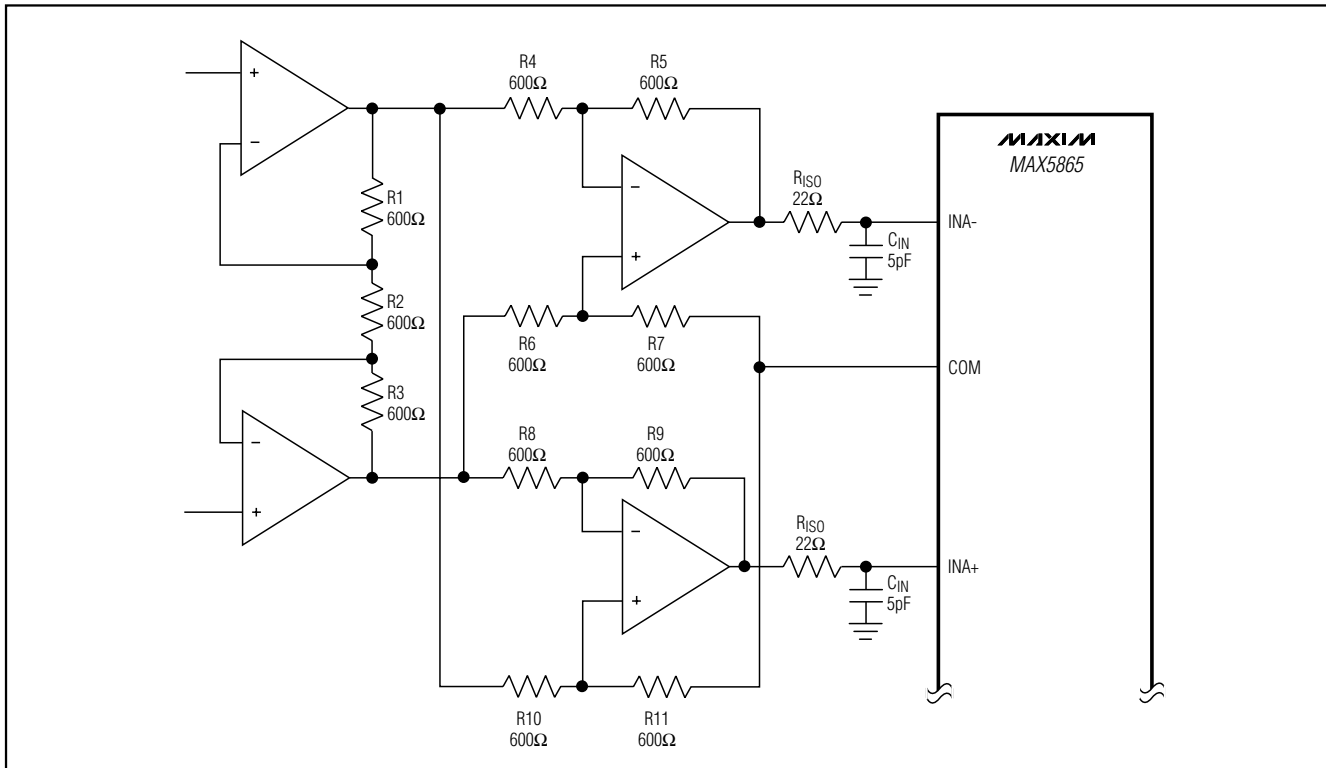 R4
600Ω
R5
600Ω
+
−
R1
600Ω
R2
600Ω
R3
600Ω
−
+
−
+
R6
600Ω
R7
600Ω
RISO
22Ω
CIN
5pF
MAXIM
MAX5865
INA-
COM
R8
600Ω
R9
600Ω
−
+
RISO
22Ω
CIN
5pF
INA+
R10
600Ω
R11
600Ω